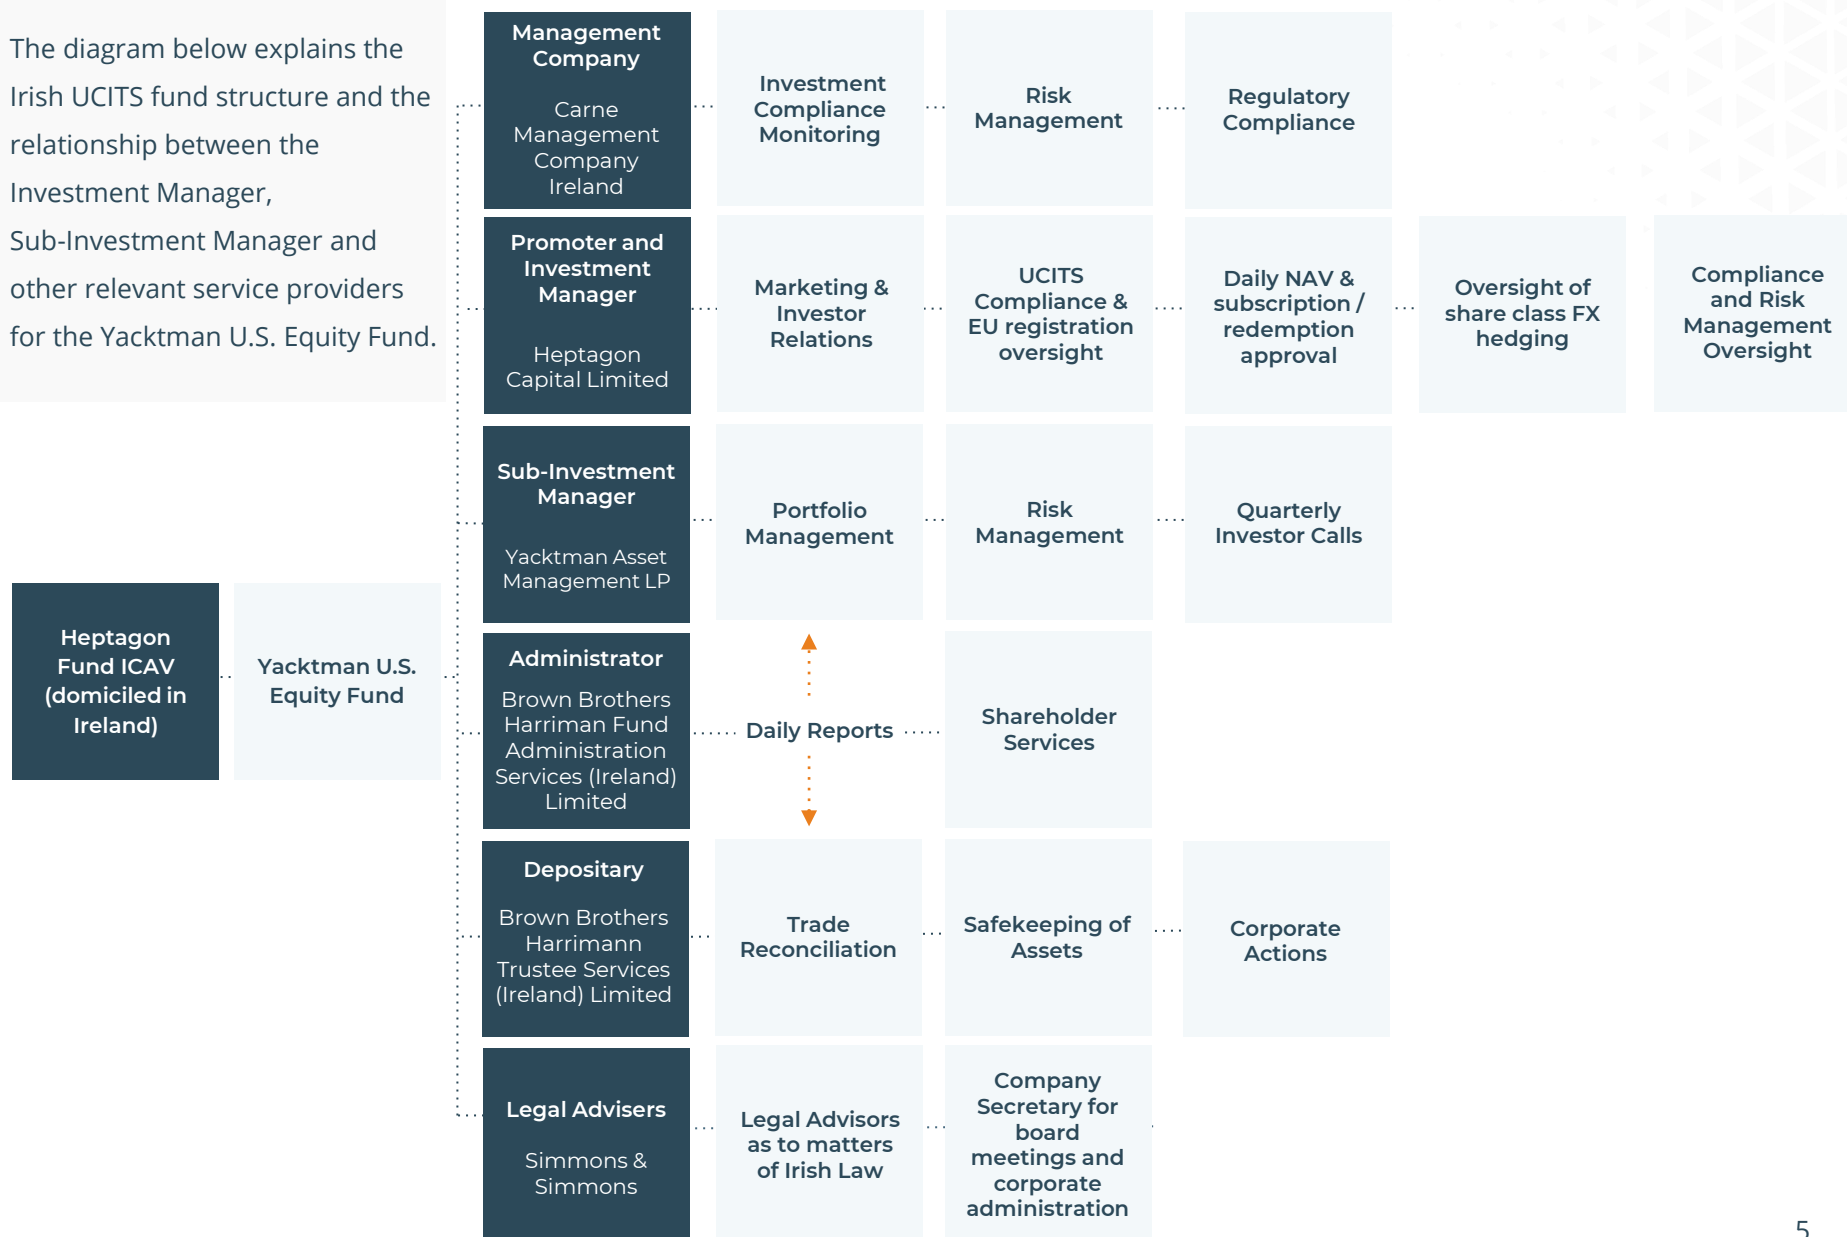 The diagram below explains the
Irish UCITS fund structure and the
relationship between the
Investment Manager,
Sub-Investment Manager and
other relevant service providers
for the Yacktman U.S. Equity Fund.
Heptagon
Fund ICAV
(domiciled in
Ireland)
Yacktman U.S.
Equity Fund
Management
Company
Carne
Management
Company
Ireland
Investment
Compliance
Monitoring
Risk
Management
Regulatory
Compliance
Promoter and
Investment
Manager
Heptagon
Capital Limited
Marketing &
Investor
Relations
UCITS
Compliance &
EU registration
oversight
Daily NAV &
subscription /
redemption
approval
Oversight of
share class FX
hedging
Compliance
and Risk
Management
Oversight
Sub-Investment
Manager
Yacktman Asset
Management LP
Portfolio
Management
Risk
Management
Quarterly
Investor Calls
Administrator
Brown Brothers
Harriman Fund
Administration
Services (Ireland)
Limited
Daily Reports
Shareholder
Services
Depositary
Brown Brothers
Harrimann
Trustee Services
(Ireland) Limited
Trade
Reconciliation
Safekeeping of
Assets
Corporate
Actions
Legal Advisers
Simmons &
Simmons
Legal Advisors
as to matters
of Irish Law
Company
Secretary for
board
meetings and
corporate
administration
5